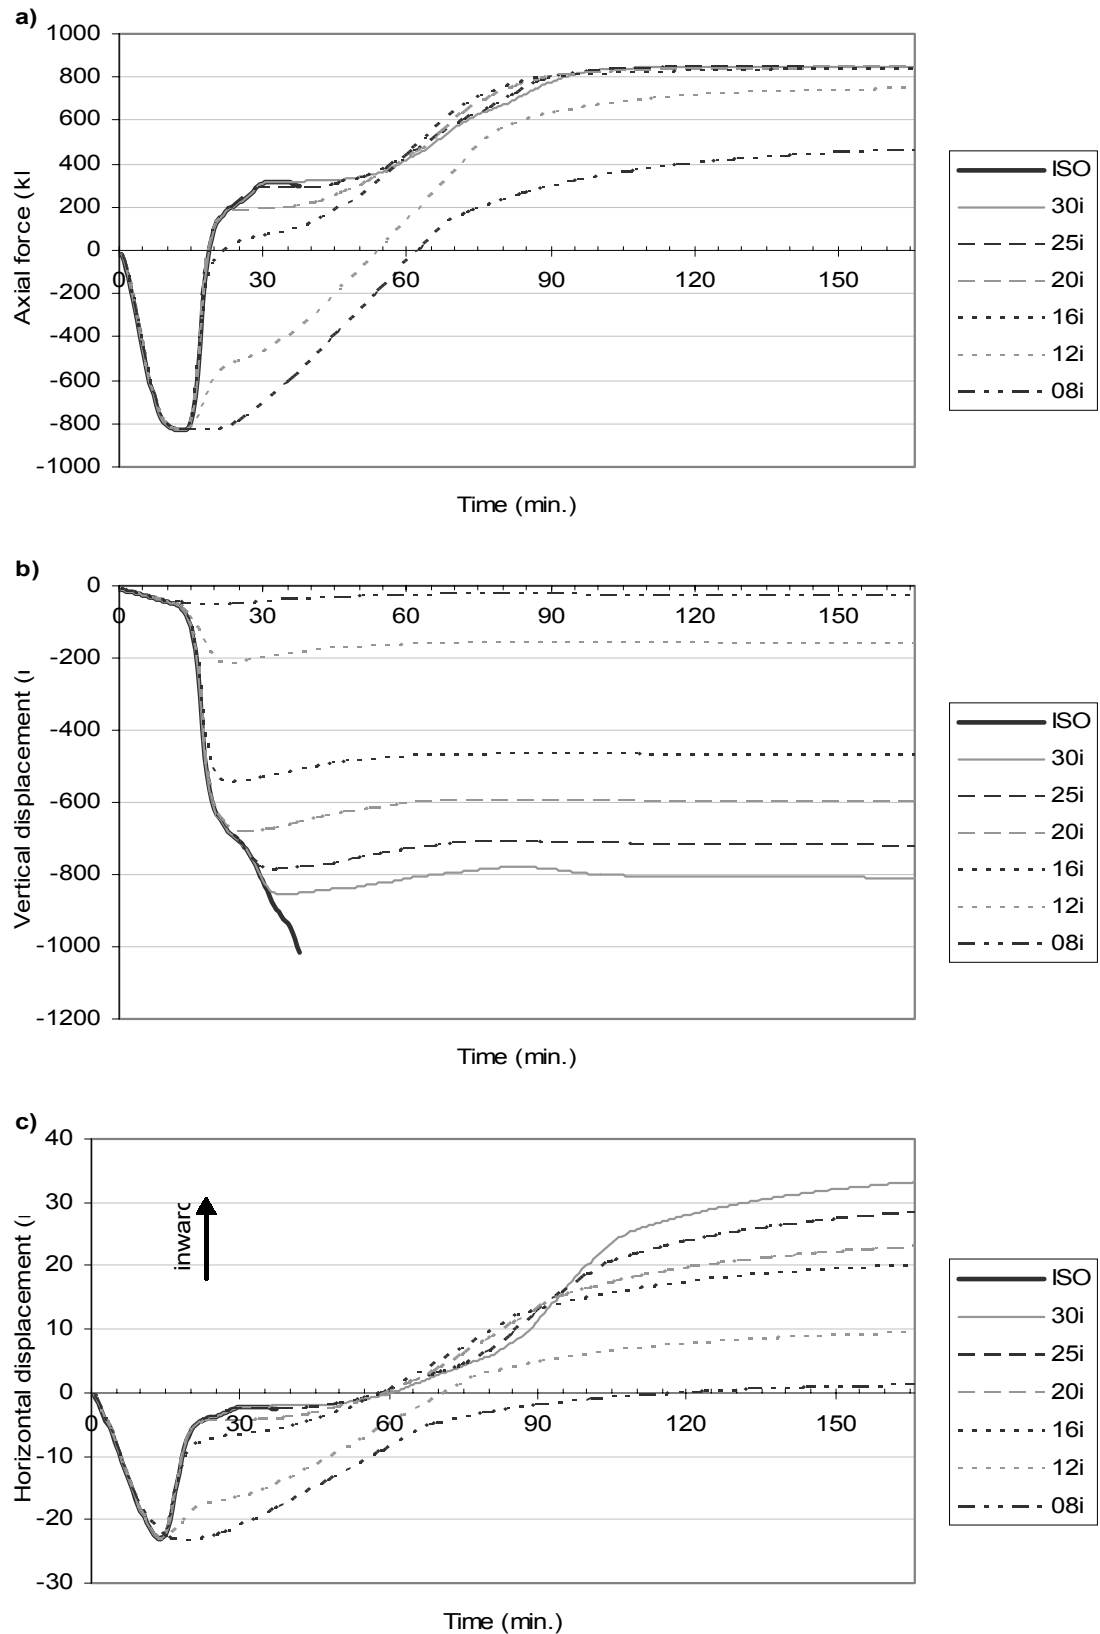 a)
1000
800
600
400
200
0
-200
-400
-600
-800
-1000
Axial force (kl
0 30 60 90 120 150
Time (min.)
ISO
30i
25i
20i
16i
12i
08i
b)
0
-200
-400
-600
-800
-1000
-1200
Vertical displacement (
0 30 60 90 120 150
Time (min.)
ISO
30i
25i
20i
16i
12i
08i
c)
40
30
20
10
0
-10
-20
-30
Horizontal displacement (
inward
0 30 60 90 120 150
Time (min.)
ISO
30i
25i
20i
16i
12i
08i